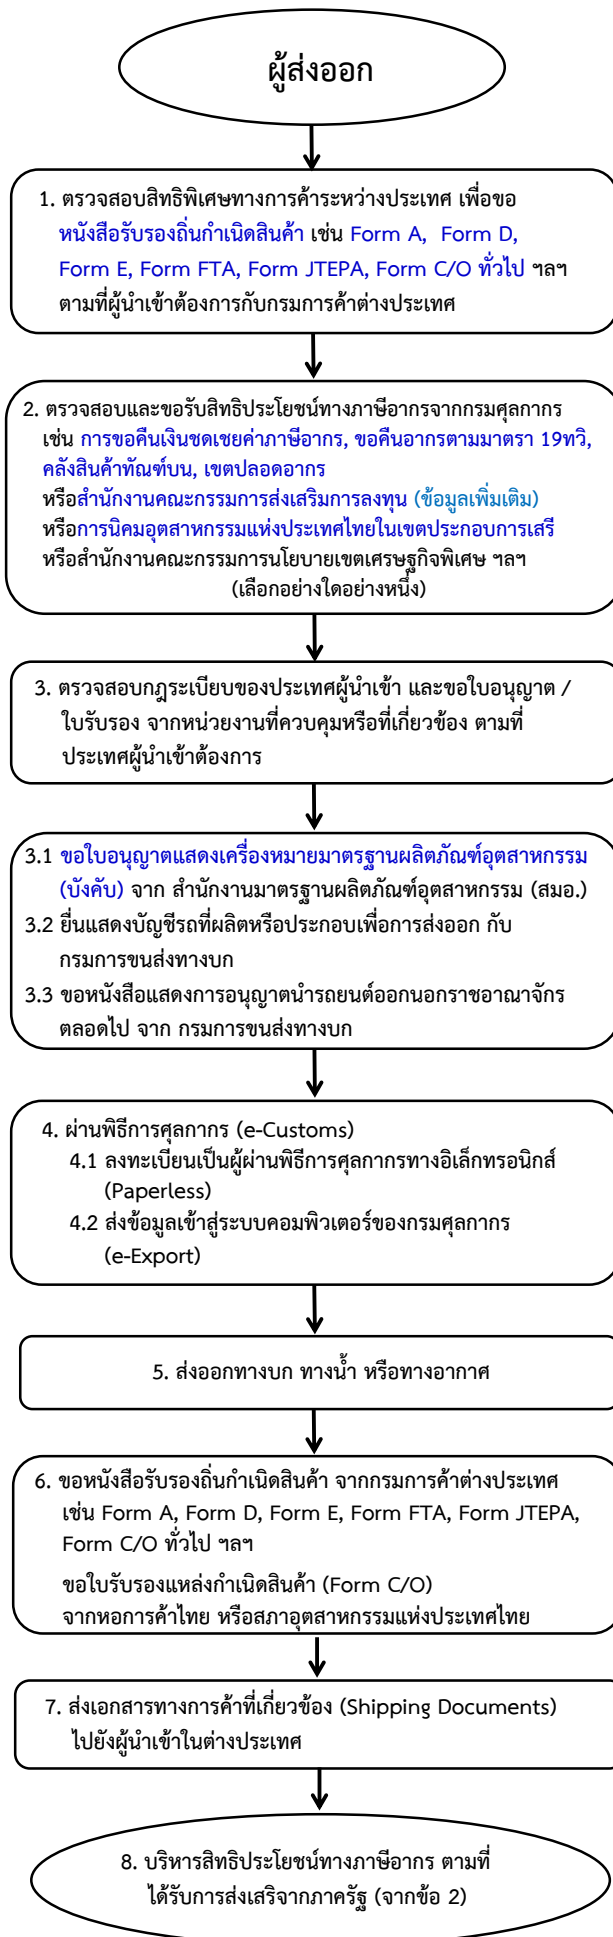 ผู้ส่งออก
1. ตรวจสอบสิทธิพิเศษทางการค้าระหว่างประเทศ เพื่อขอ
หนังสือรับรองถิ่นกำเนิดสินค้า เช่น Form A, Form D,
Form E, Form FTA, Form JTEPA, Form C/O ทั่วไป ฯลฯ
ตามที่ผู้นำเข้าต้องการกับกรมการค้าต่างประเทศ
2. ตรวจสอบและขอรับสิทธิประโยชน์ทางภาษีอากรจากกรมศุลกากร
เช่น การขอคืนเงินชดเชยค่าภาษีอากร, ขอคืนอากรตามมาตรา 19ทวิ,
คลังสินค้าทัณฑ์บน, เขตปลอดอากร
หรือสำนักงานคณะกรรมการส่งเสริมการลงทุน (ข้อมูลเพิ่มเติม)
หรือการนิคมอุตสาหกรรมแห่งประเทศไทยในเขตประกอบการเสรี
หรือสำนักงานคณะกรรมการนโยบายเขตเศรษฐกิจพิเศษ ฯลฯ
(เลือกอย่างใดอย่างหนึ่ง)
3. ตรวจสอบกฎระเบียบของประเทศผู้นำเข้า และขอใบอนุญาต /
ใบรับรอง จากหน่วยงานที่ควบคุมหรือที่เกี่ยวข้อง ตามที่
ประเทศผู้นำเข้าต้องการ
3.1 ขอใบอนุญาตแสดงเครื่องหมายมาตรฐานผลิตภัณฑ์อุตสาหกรรม
(บังคับ) จาก สำนักงานมาตรฐานผลิตภัณฑ์อุตสาหกรรม (สมอ.)
3.2 ยื่นแสดงบัญชีรถที่ผลิตหรือประกอบเพื่อการส่งออก กับ
กรมการขนส่งทางบก
3.3 ขอหนังสือแสดงการอนุญาตนำรถยนต์ออกนอกราชอาณาจักร
ตลอดไป จาก กรมการขนส่งทางบก
4. ผ่านพิธีการศุลกากร (e-Customs)
4.1 ลงทะเบียนเป็นผู้ผ่านพิธีการศุลกากรทางอิเล็กทรอนิกส์
(Paperless)
4.2 ส่งข้อมูลเข้าสู่ระบบคอมพิวเตอร์ของกรมศุลกากร
(e-Export)
5. ส่งออกทางบก ทางน้ำ หรือทางอากาศ
6. ขอหนังสือรับรองถิ่นกำเนิดสินค้า จากกรมการค้าต่างประเทศ
เช่น Form A, Form D, Form E, Form FTA, Form JTEPA,
Form C/O ทั่วไป ฯลฯ
ขอใบรับรองแหล่งกำเนิดสินค้า (Form C/O)
จากหอการค้าไทย หรือสภาอุตสาหกรรมแห่งประเทศไทย
7. ส่งเอกสารทางการค้าที่เกี่ยวข้อง (Shipping Documents)
ไปยังผู้นำเข้าในต่างประเทศ
8. บริหารสิทธิประโยชน์ทางภาษีอากร ตามที่
ได้รับการส่งเสริจากภาครัฐ (จากข้อ 2)